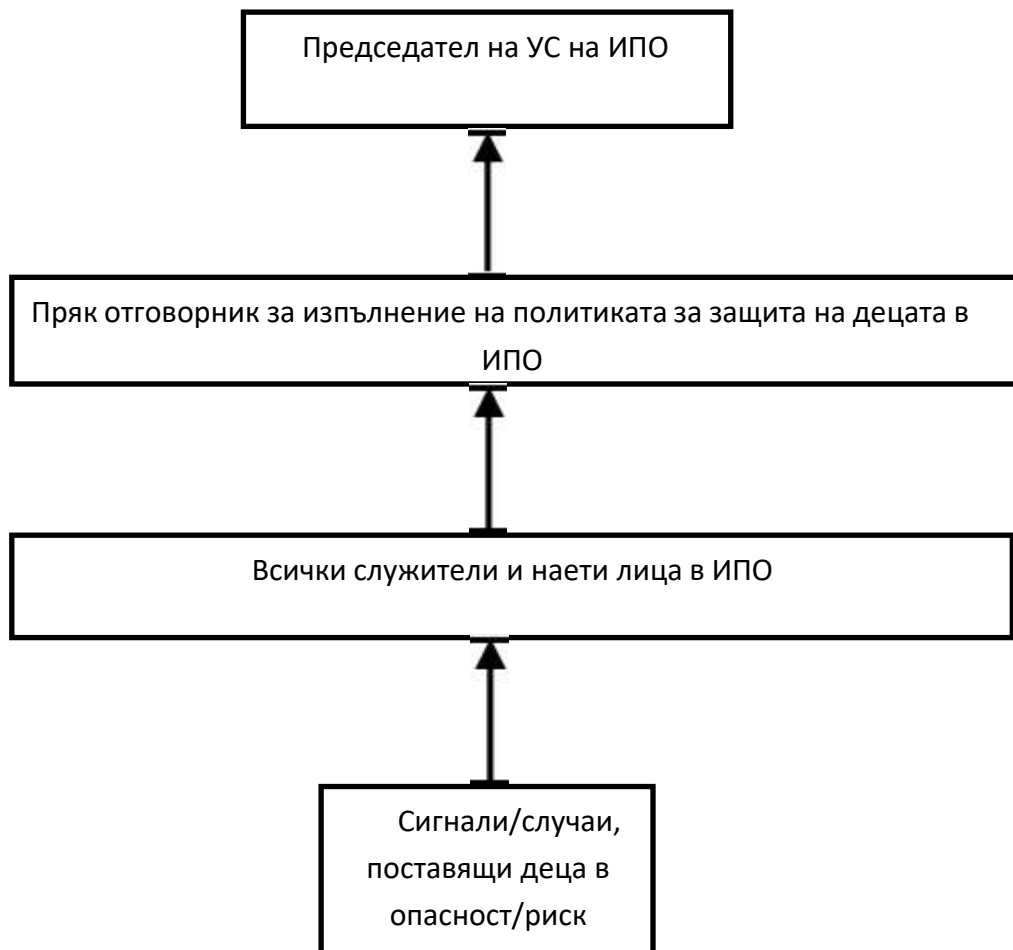 Председател на УС на ИПО
Пряк отговорник за изпълнение на политиката за защита на децата в
ИПО
Всички служители и наети лица в ИПО
Сигнали/случаи,
поставящи деца в
опасност/риск